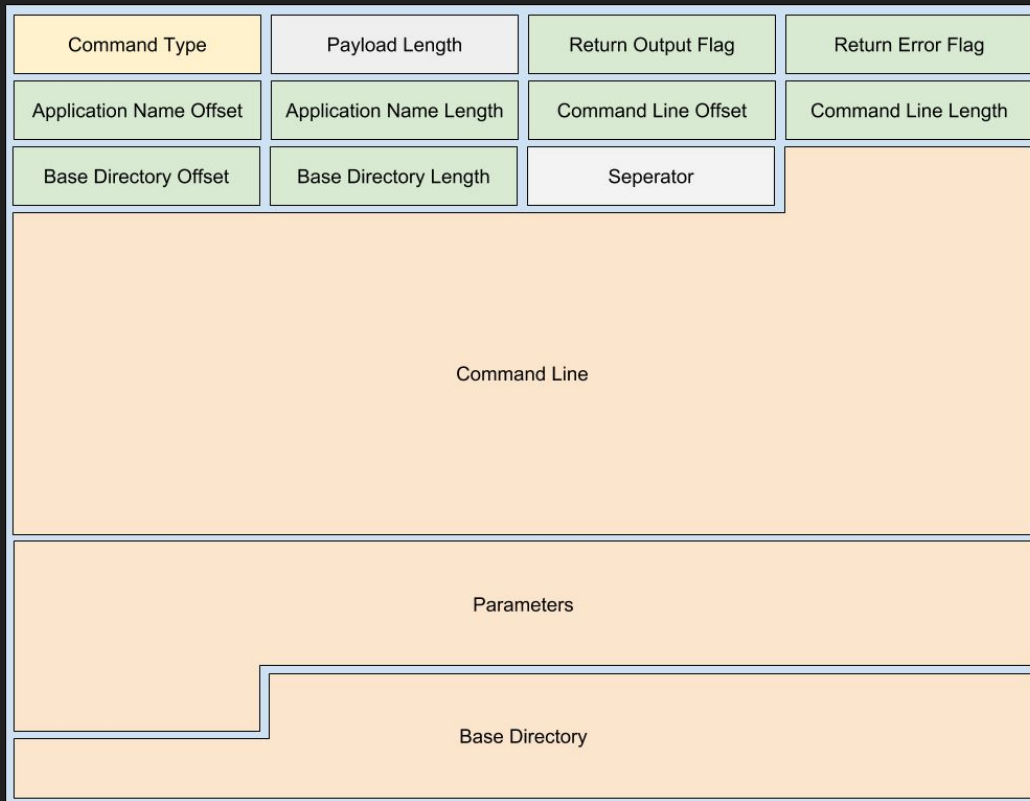 Command Type
Payload Length
Return Output Flag
Return Error Flag
Application Name Offset
Application Name Length
Command Line Offset
Command Line Length
Base Directory Offset
Base Directory Length
Seperator
Command Line
Parameters
Base Directory